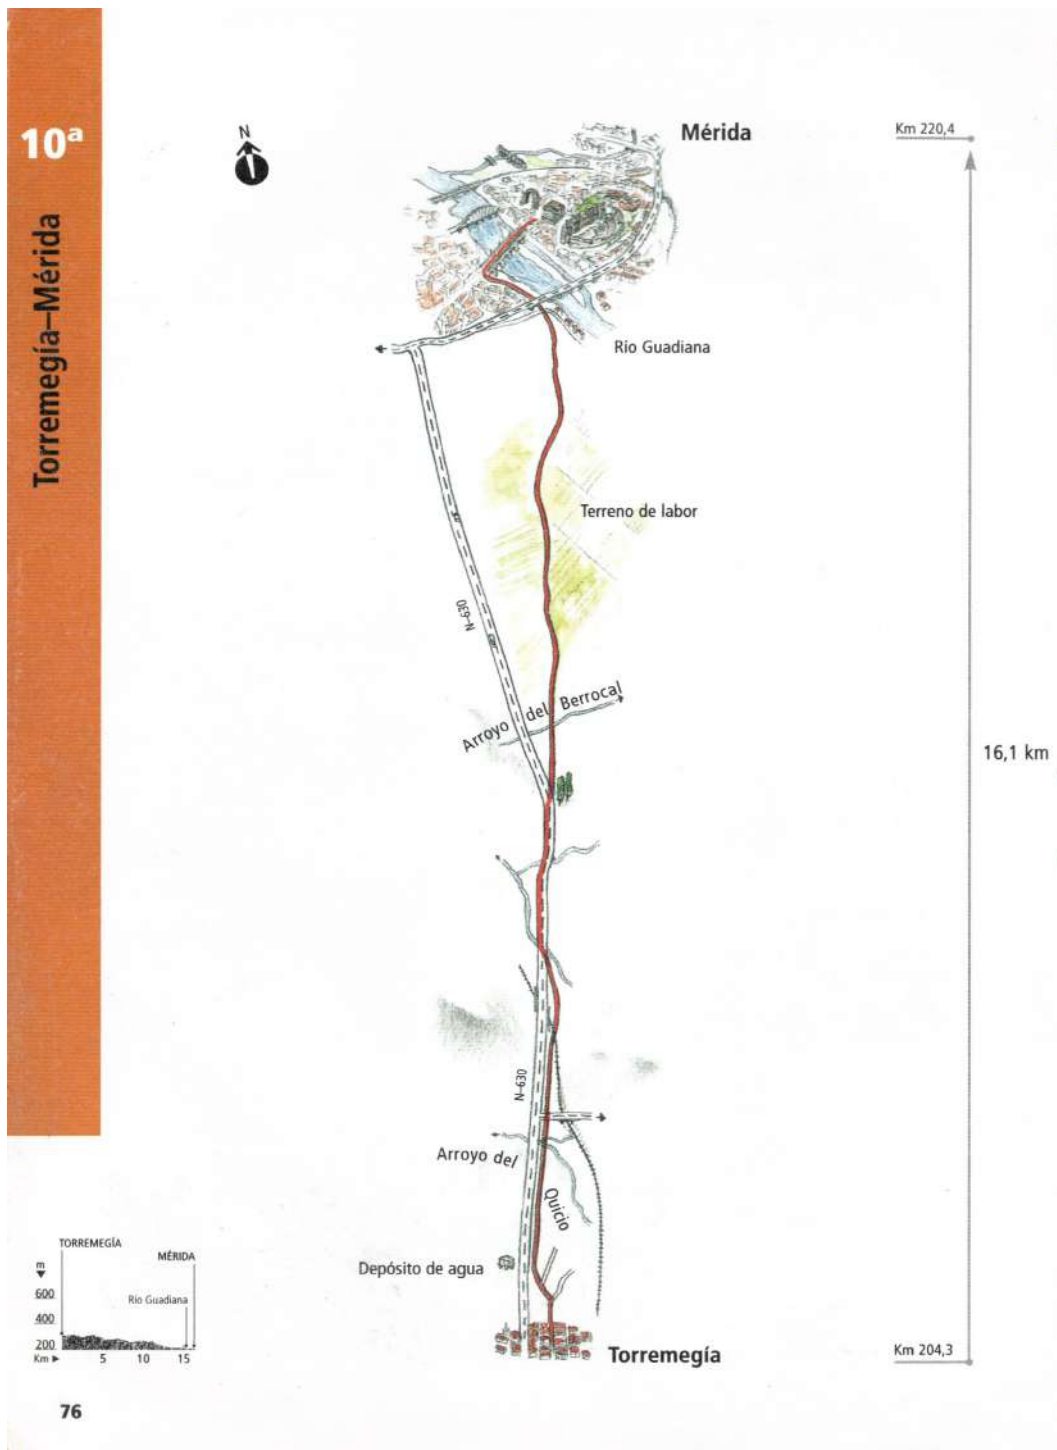 10ª
Torremegía–Mérida
N
Mérida
Km 220,4
Río Guadiana
Terreno de labor
N–630
Arroyo del Berrocal
16,1 km
N–630
Arroyo del Quicio
Depósito de agua
Torremegía
Km 204,3
TORREMEGÍA
MÉRIDA
m
600
Río Guadiana
400
200
Km
5
10
15
76